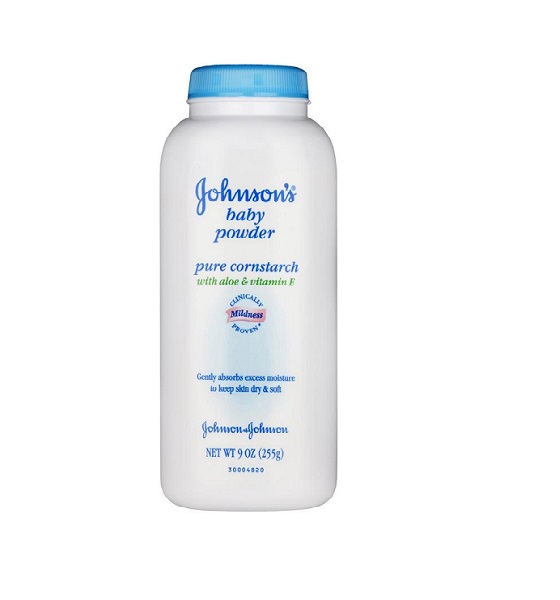 Johnson's®
baby
powder
pure cornstarch
with aloe & vitamin E
CLINICALLY
Mildness
PROVEN
Gently absorbs excess moisture
to keep skin dry & soft
Johnson & Johnson
NET WT 9 OZ (255g)
30004820